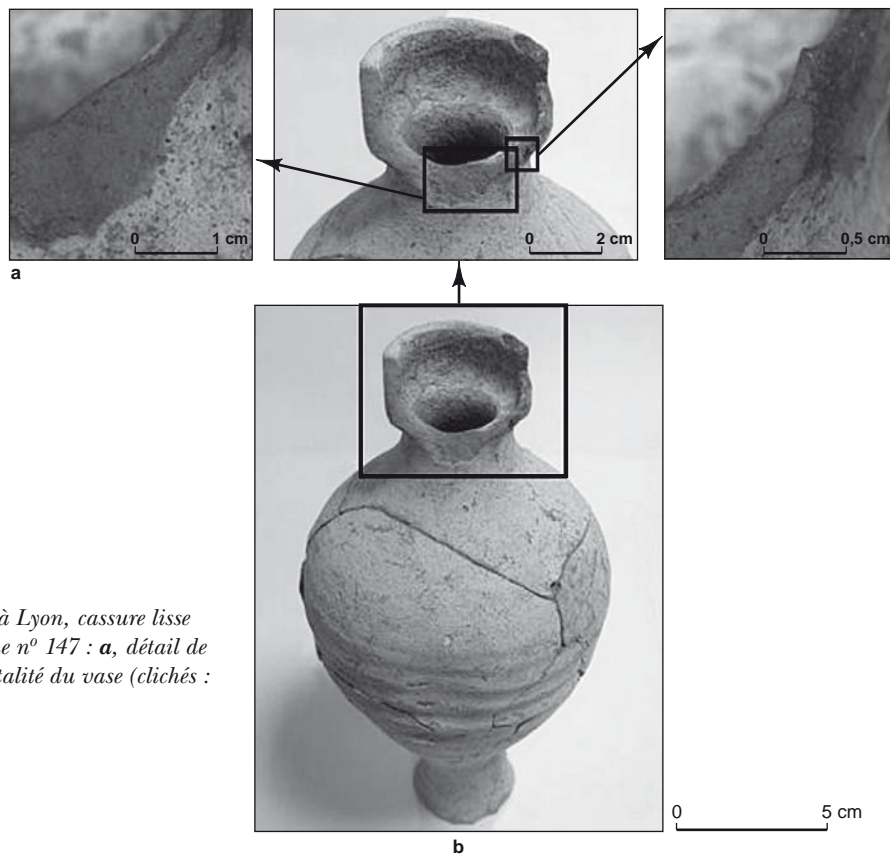 0 1 cm
0 2 cm
0 0,5 cm
a
à Lyon, cassure lisse
e nº 147 : a, détail de
talité du vase (clichés :
0 5 cm
b